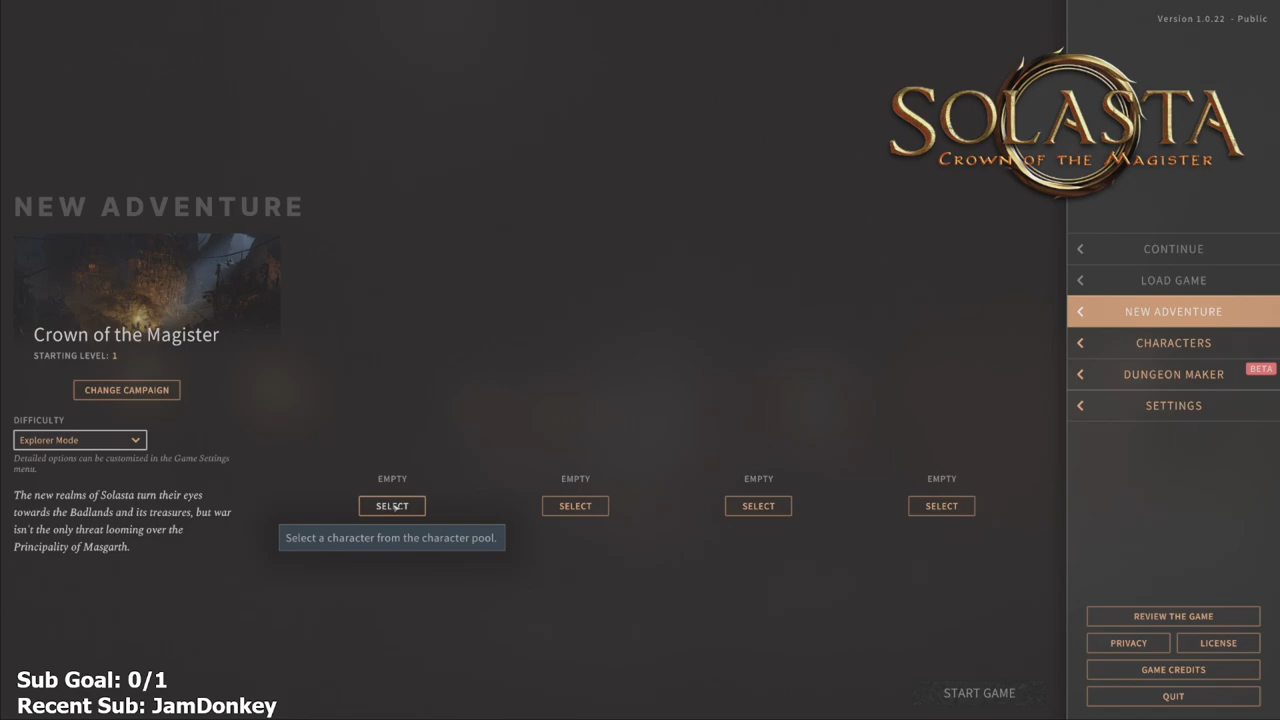 Version 1.0.22 - Public
SOLASTA
CROWN OF THE MAGISTER
NEW ADVENTURE
Crown of the Magister
STARTING LEVEL: 1
CHANGE CAMPAIGN
DIFFICULTY
Explorer Mode
Detailed options can be customized in the Game Settings
menu.
The new realms of Solasta turn their eyes
towards the Badlands and its treasures, but war
isn't the only threat looming over the
Principality of Masgarth.
EMPTY
SELECT
Select a character from the character pool.
EMPTY
SELECT
EMPTY
SELECT
EMPTY
SELECT
START GAME
CONTINUE
LOAD GAME
NEW ADVENTURE
CHARACTERS
DUNGEON MAKER
BETA
SETTINGS
REVIEW THE GAME
PRIVACY
LICENSE
GAME CREDITS
QUIT
Sub Goal: 0/1
Recent Sub: JamDonkey